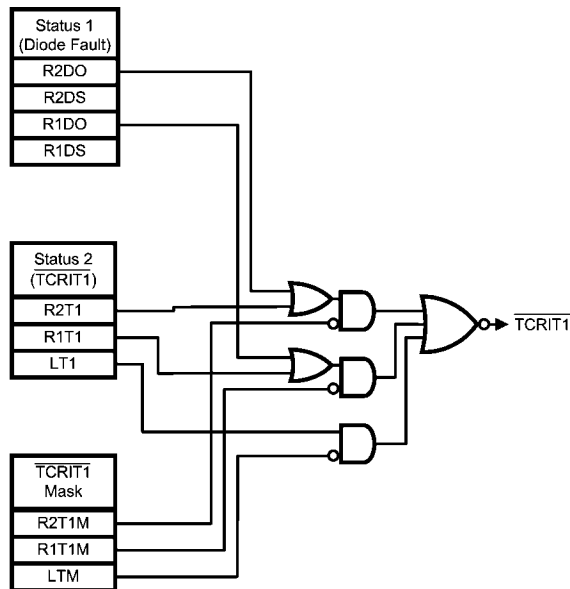 Status 1
(Diode Fault)
R2DO
R2DS
R1DO
R1DS
Status 2
(TCRIT1)
R2T1
R1T1
LT1
TCRIT1
TCRIT1
Mask
R2T1M
R1T1M
LTM